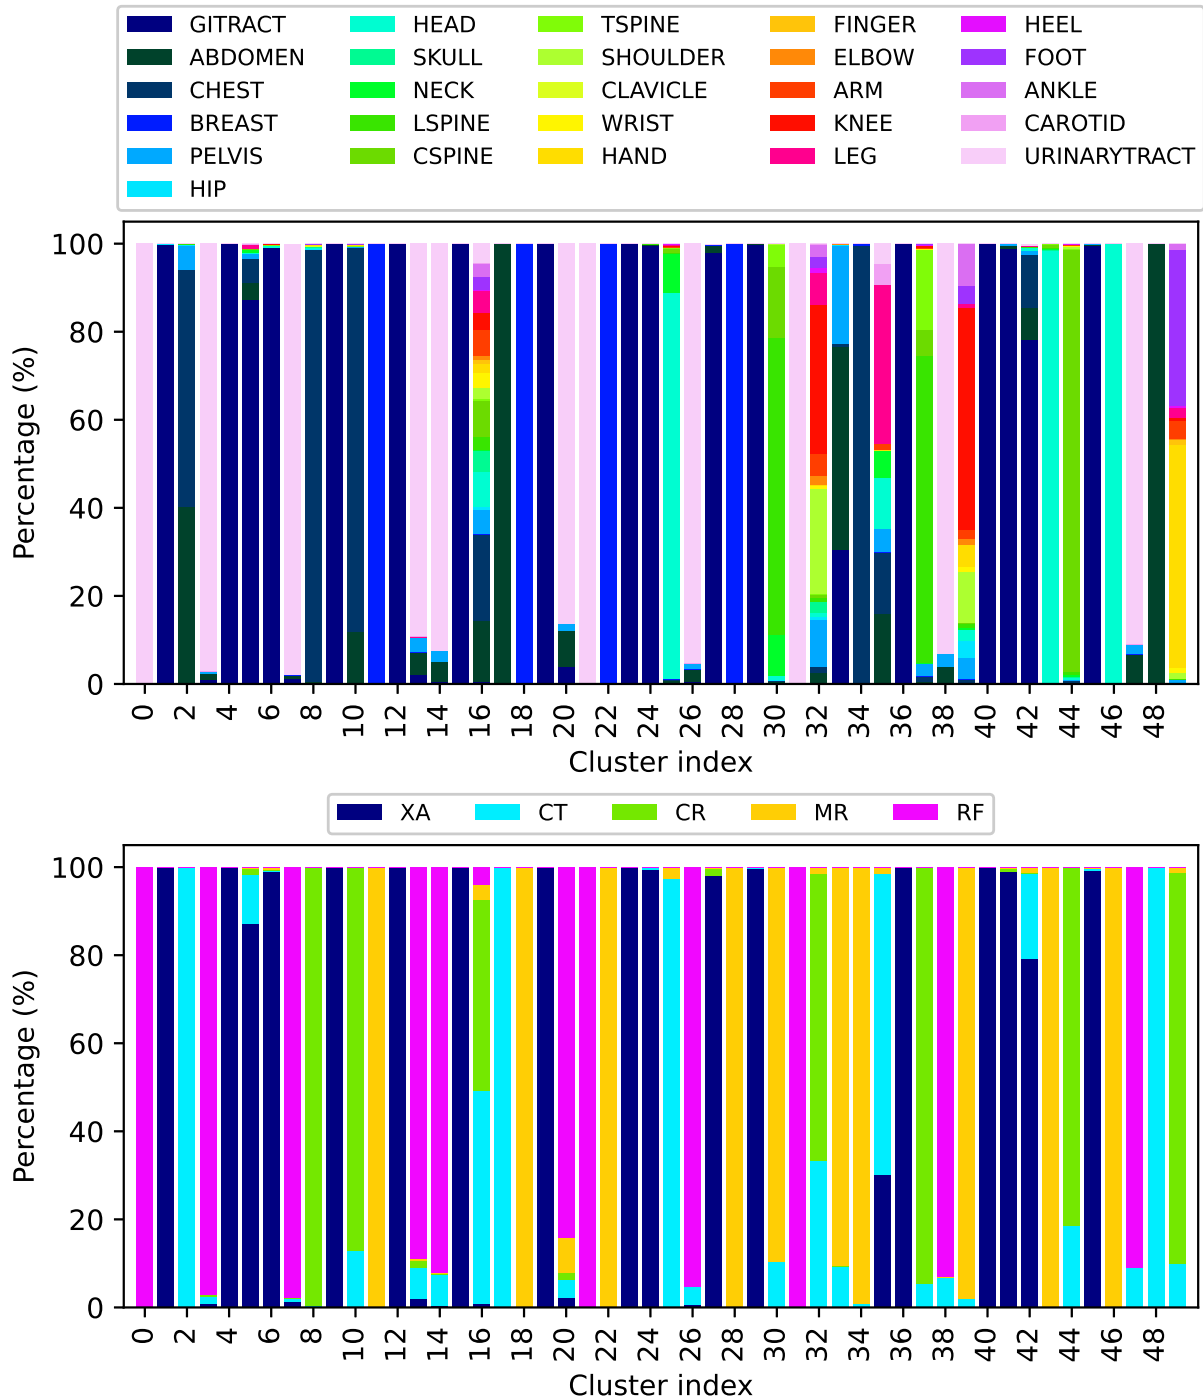 GITRACT HEAD TSPINE FINGER HEEL
ABDOMEN SKULL SHOULDER ELBOW FOOT
CHEST NECK CLAVICLE ARM ANKLE
BREAST LSPINE WRIST KNEE CAROTID
PELVIS CSPINE HAND LEG URINARYTRACT
HIP
100
80
60
40
20
0
Percentage (%)
0 2 4 6 8 10 12 14 16 18 20 22 24 26 28 30 32 34 36 38 40 42 44 46 48
Cluster index
XA CT CR MR RF
100
80
60
40
20
0
Percentage (%)
0 2 4 6 8 10 12 14 16 18 20 22 24 26 28 30 32 34 36 38 40 42 44 46 48
Cluster index